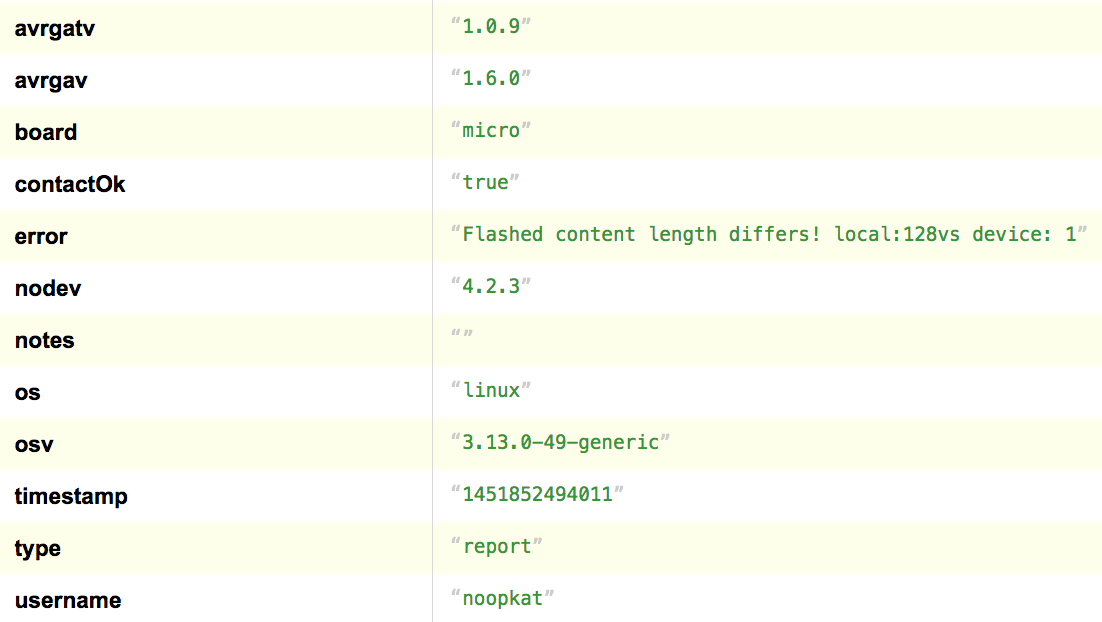 avrgatv “1.0.9”
avrgav “1.6.0”
board “micro”
contactOk “true”
error “Flashed content length differs! local:128vs device: 1”
nodev “4.2.3”
notes “”
os “linux”
osv “3.13.0-49-generic”
timestamp “1451852494011”
type “report”
username “noopkat”